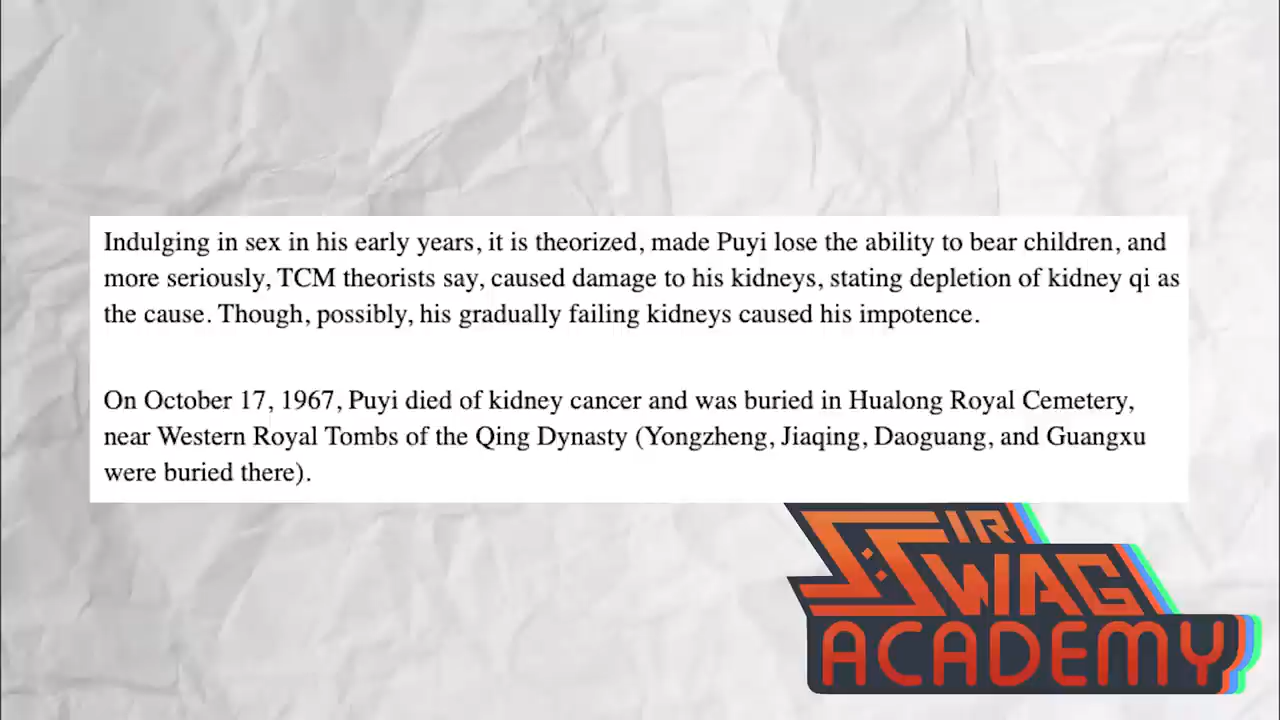 Indulging in sex in his early years, it is theorized, made Puyi lose the ability to bear children, and
more seriously, TCM theorists say, caused damage to his kidneys, stating depletion of kidney qi as
the cause. Though, possibly, his gradually failing kidneys caused his impotence.
On October 17, 1967, Puyi died of kidney cancer and was buried in Hualong Royal Cemetery,
near Western Royal Tombs of the Qing Dynasty (Yongzheng, Jiaqing, Daoguang, and Guangxu
were buried there).
SIR
SWAG
ACADEMY